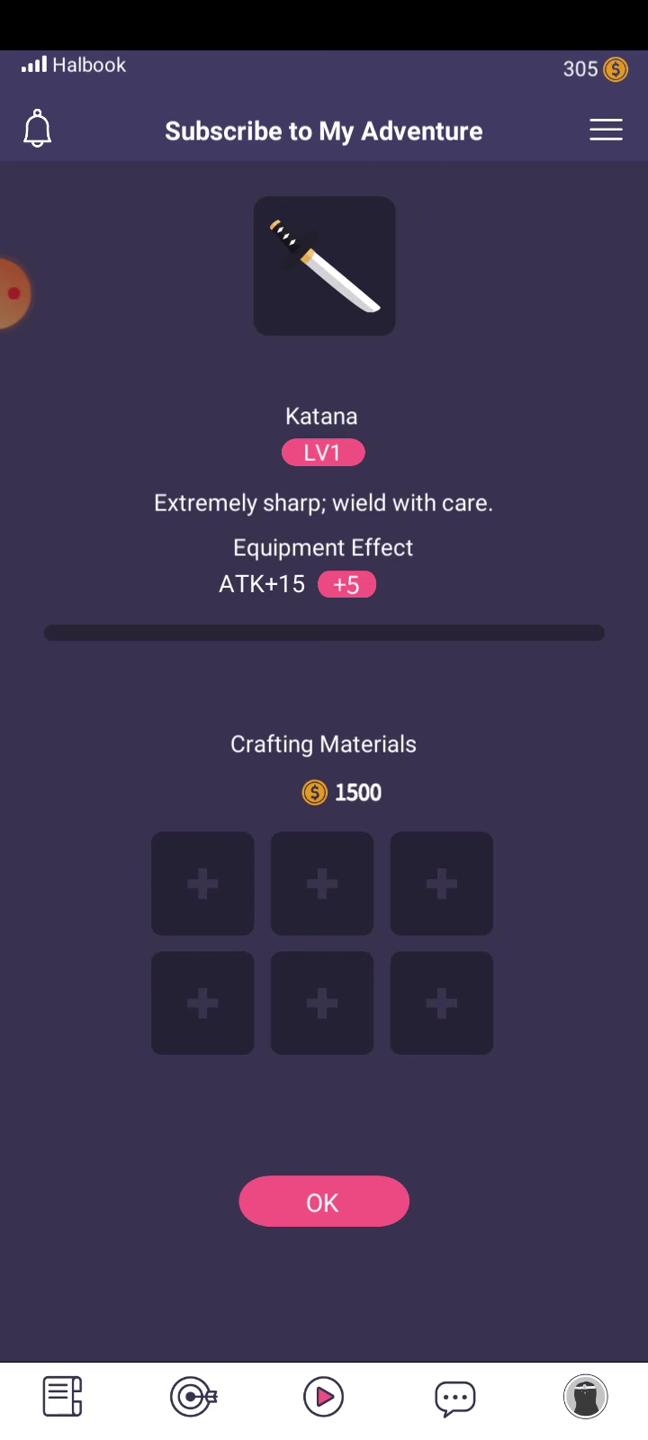 Halbook
305
Subscribe to My Adventure
Katana
LV1
Extremely sharp; wield with care.
Equipment Effect
ATK+15 +5
Crafting Materials
1500
OK